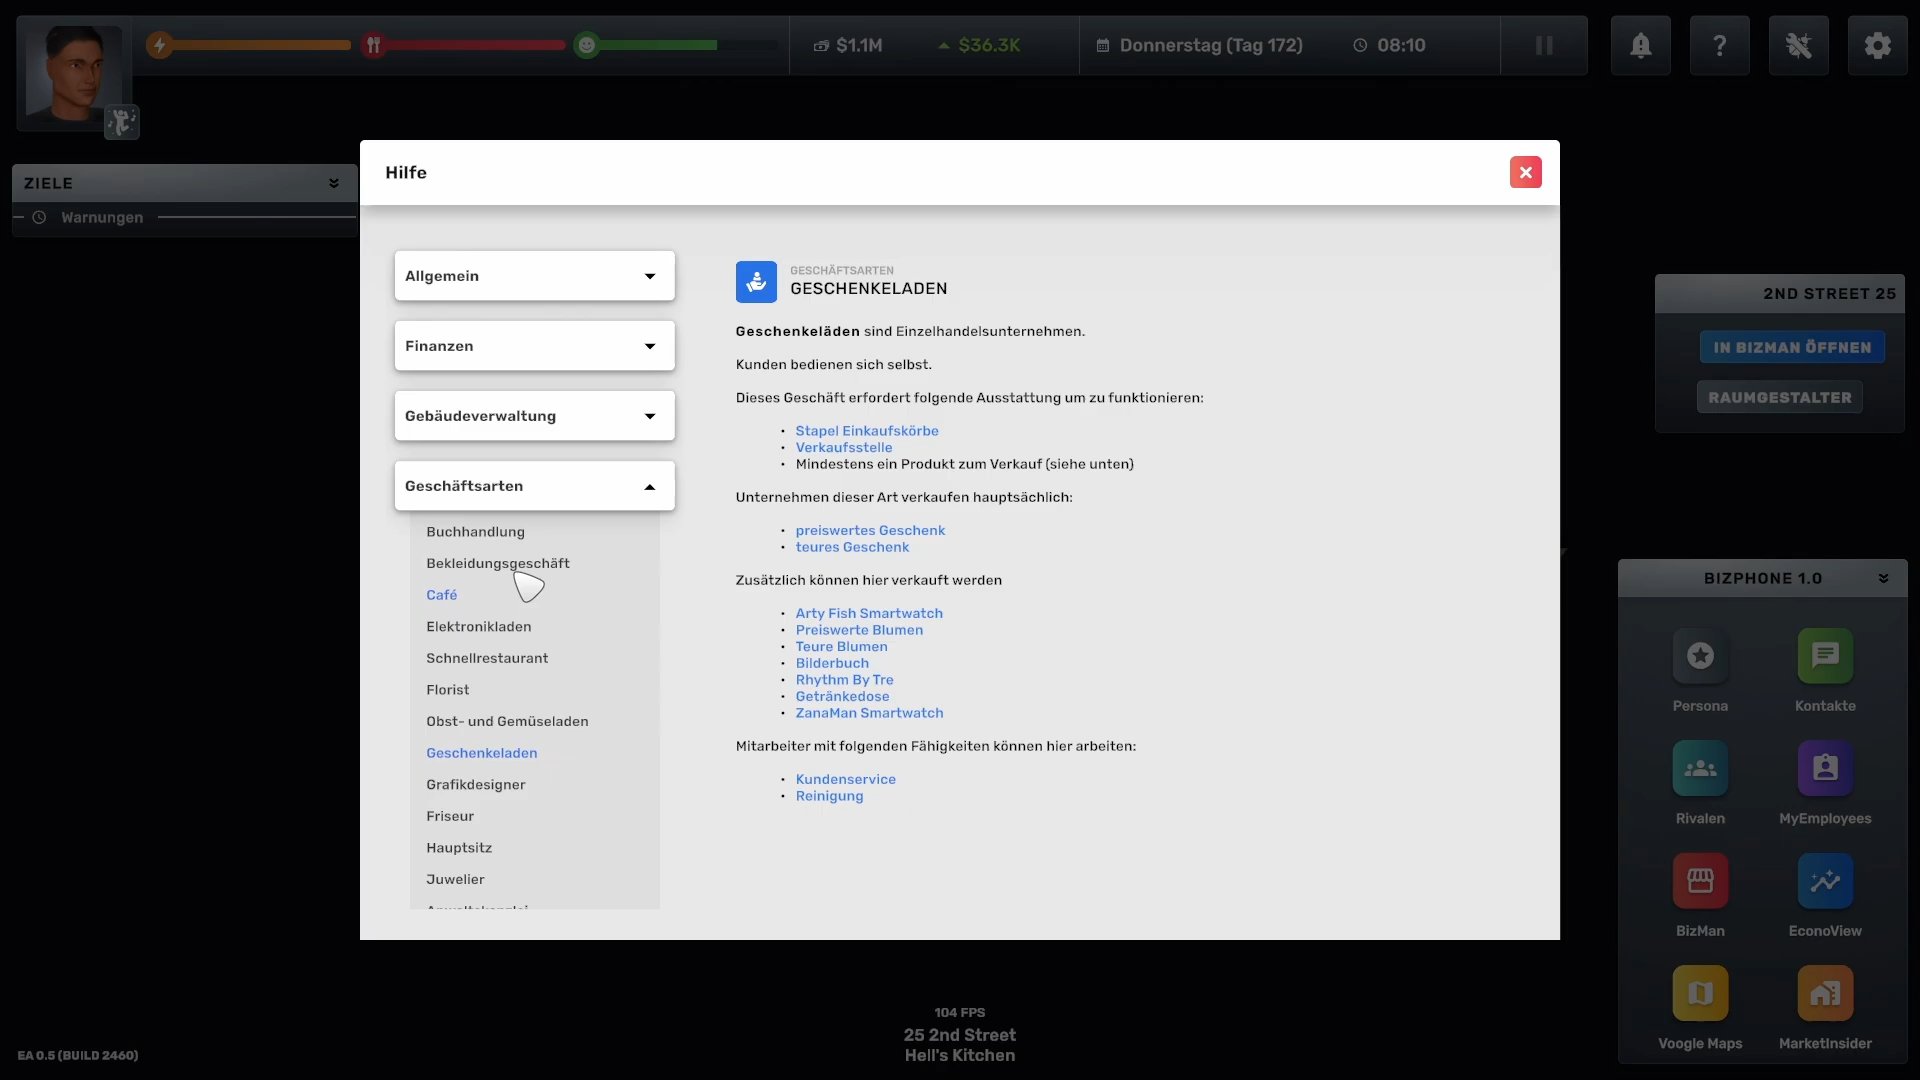 $1.1M
$36.3K
Donnerstag (Tag 172)
08:10
?
ZIELE
Warnungen
Hilfe
Allgemein
Finanzen
Gebäudeverwaltung
Geschäftsarten
Buchhandlung
Bekleidungsgeschäft
Café
Elektronikladen
Schnellrestaurant
Florist
Obst- und Gemüseladen
Geschenkeladen
Grafikdesigner
Friseur
Hauptsitz
Juwelier
GESCHÄFTSARTEN
GESCHENKELADEN
Geschenkeläden sind Einzelhandelsunternehmen.
Kunden bedienen sich selbst.
Dieses Geschäft erfordert folgende Ausstattung um zu funktionieren:
• Stapel Einkaufskörbe
• Verkaufsstelle
• Mindestens ein Produkt zum Verkauf (siehe unten)
Unternehmen dieser Art verkaufen hauptsächlich:
• preiswertes Geschenk
• teures Geschenk
Zusätzlich können hier verkauft werden
• Arty Fish Smartwatch
• Preiswerte Blumen
• Teure Blumen
• Bilderbuch
• Rhythm By Tre
• Getränkedose
• ZanaMan Smartwatch
Mitarbeiter mit folgenden Fähigkeiten können hier arbeiten:
• Kundenservice
• Reinigung
2ND STREET 25
IN BIZMAN ÖFFNEN
RAUMGESTALTER
BIZPHONE 1.0
Persona
Kontakte
Rivalen
MyEmployees
BizMan
EconoView
Voogle Maps
MarketInsider
104 FPS
25 2nd Street
Hell's Kitchen
EA 0.5 (BUILD 2460)